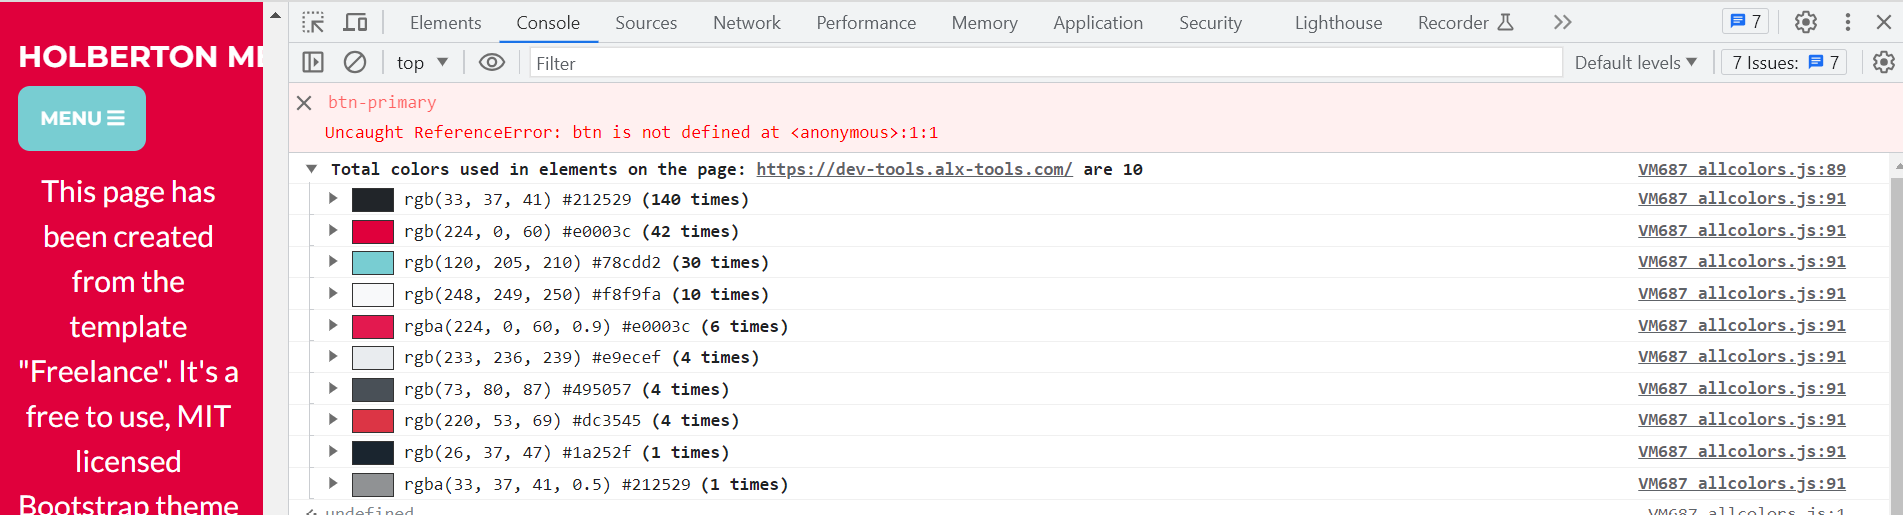 HOLBERTON ME
MENU
This page has
been created
from the
template
"Freelance". It's a
free to use, MIT
licensed
Bootstrap theme
Elements Console Sources Network Performance Memory Application Security Lighthouse Recorder 7
top Filter Default levels 7 Issues: 7
btn-primary
Uncaught ReferenceError: btn is not defined at <anonymous>:1:1
Total colors used in elements on the page: https://dev-tools.alx-tools.com/ are 10 VM687 allcolors.js:89
rgb(33, 37, 41) #212529 (140 times) VM687 allcolors.js:91
rgb(224, 0, 60) #e0003c (42 times) VM687 allcolors.js:91
rgb(120, 205, 210) #78cdd2 (30 times) VM687 allcolors.js:91
rgb(248, 249, 250) #f8f9fa (10 times) VM687 allcolors.js:91
rgba(224, 0, 60, 0.9) #e0003c (6 times) VM687 allcolors.js:91
rgb(233, 236, 239) #e9ecef (4 times) VM687 allcolors.js:91
rgb(73, 80, 87) #495057 (4 times) VM687 allcolors.js:91
rgb(220, 53, 69) #dc3545 (4 times) VM687 allcolors.js:91
rgb(26, 37, 47) #1a252f (1 times) VM687 allcolors.js:91
rgba(33, 37, 41, 0.5) #212529 (1 times) VM687 allcolors.js:91
undefined VM687 allcolors.js:1